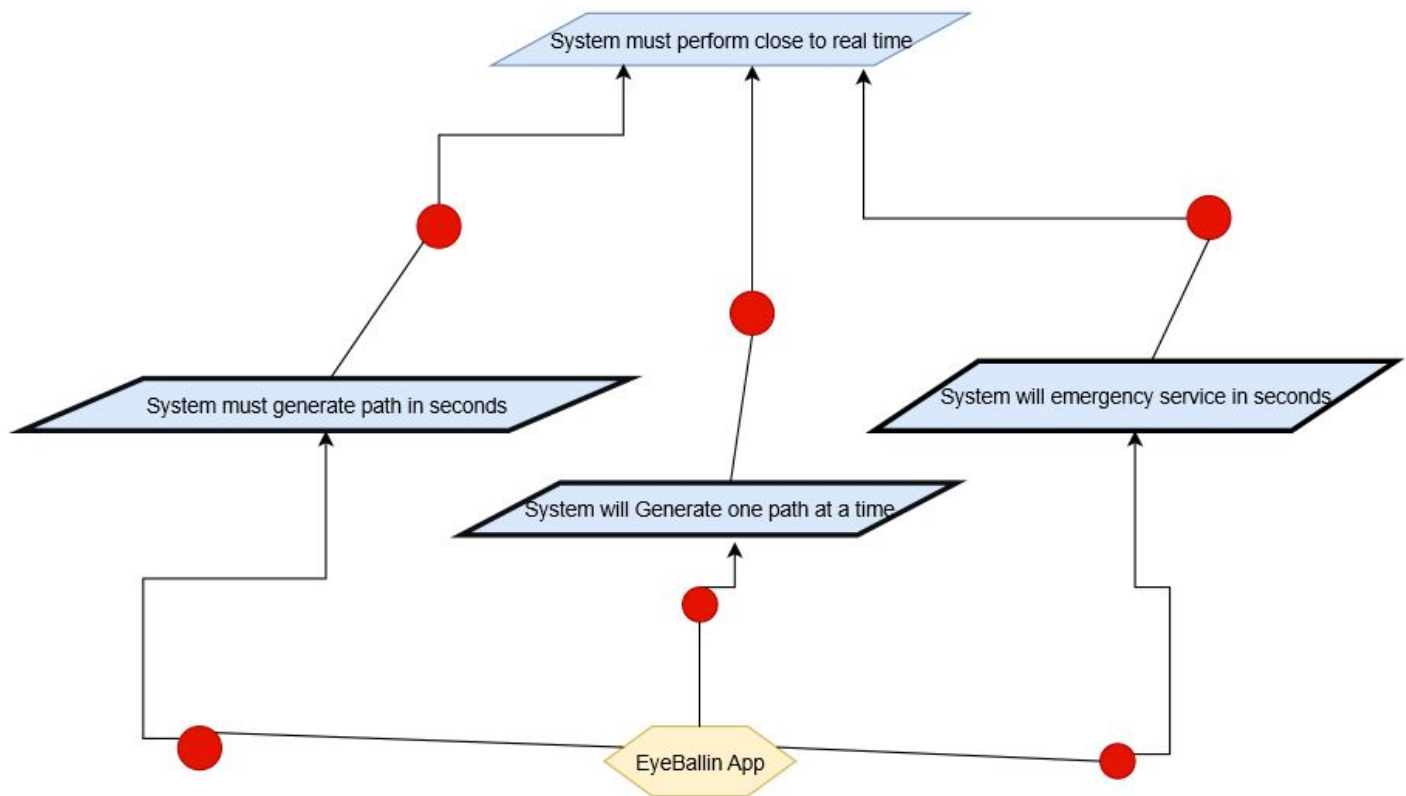 System must perform close to real time
System must generate path in seconds
System will emergency service in seconds
System will Generate one path at a time
EyeBallin App